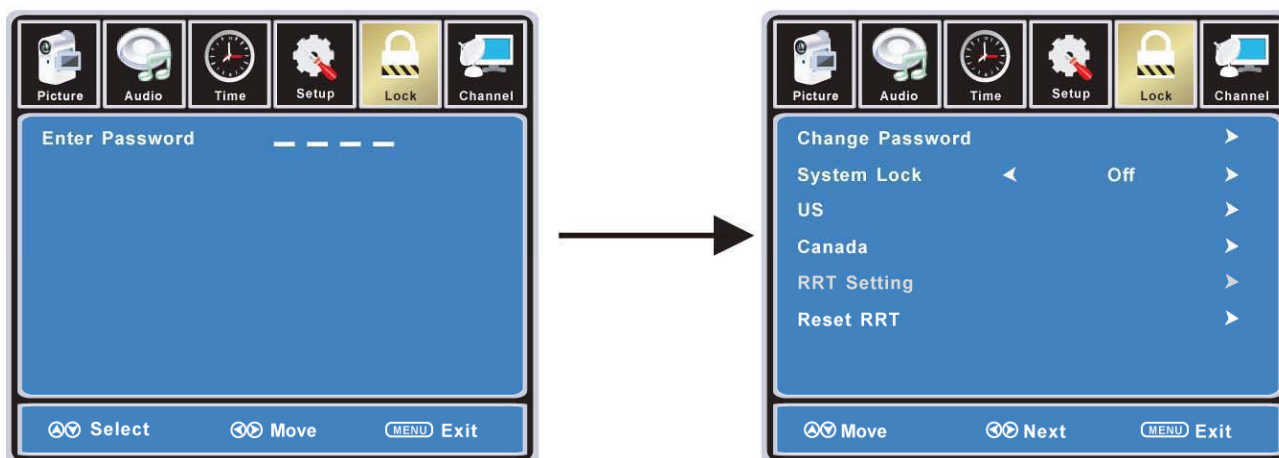 Picture Audio Time Setup Lock Channel
Enter Password _ _ _ _
Select Move MENU Exit
Picture Audio Time Setup Lock Channel
Change Password
System Lock Off
US
Canada
RRT Setting
Reset RRT
Move Next MENU Exit